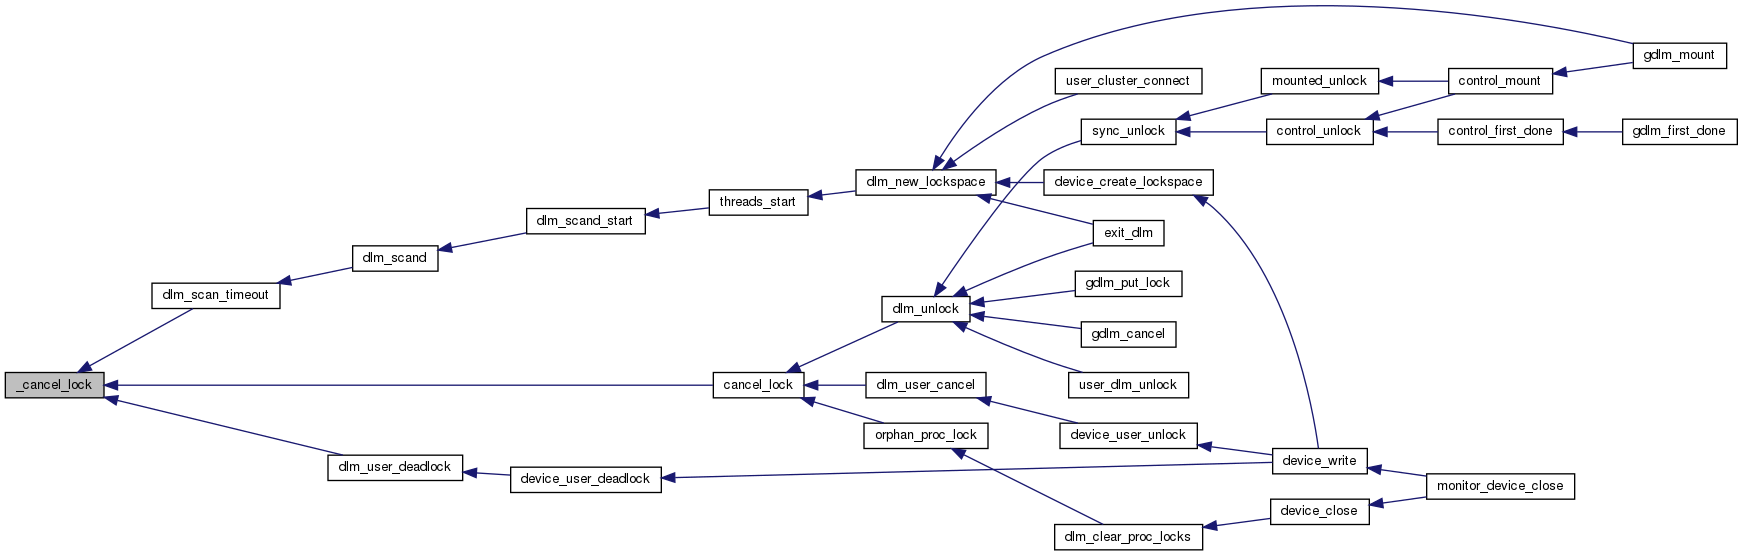 gdlm_mount
user_cluster_connect
mounted_unlock
control_mount
sync_unlock
control_unlock
control_first_done
gdlm_first_done
dlm_new_lockspace
device_create_lockspace
threads_start
dlm_scand_start
exit_dlm
dlm_scand
gdlm_put_lock
dlm_scan_timeout
dlm_unlock
gdlm_cancel
_cancel_lock
cancel_lock
dlm_user_cancel
user_dlm_unlock
orphan_proc_lock
device_user_unlock
dlm_user_deadlock
device_write
device_user_deadlock
monitor_device_close
device_close
dlm_clear_proc_locks